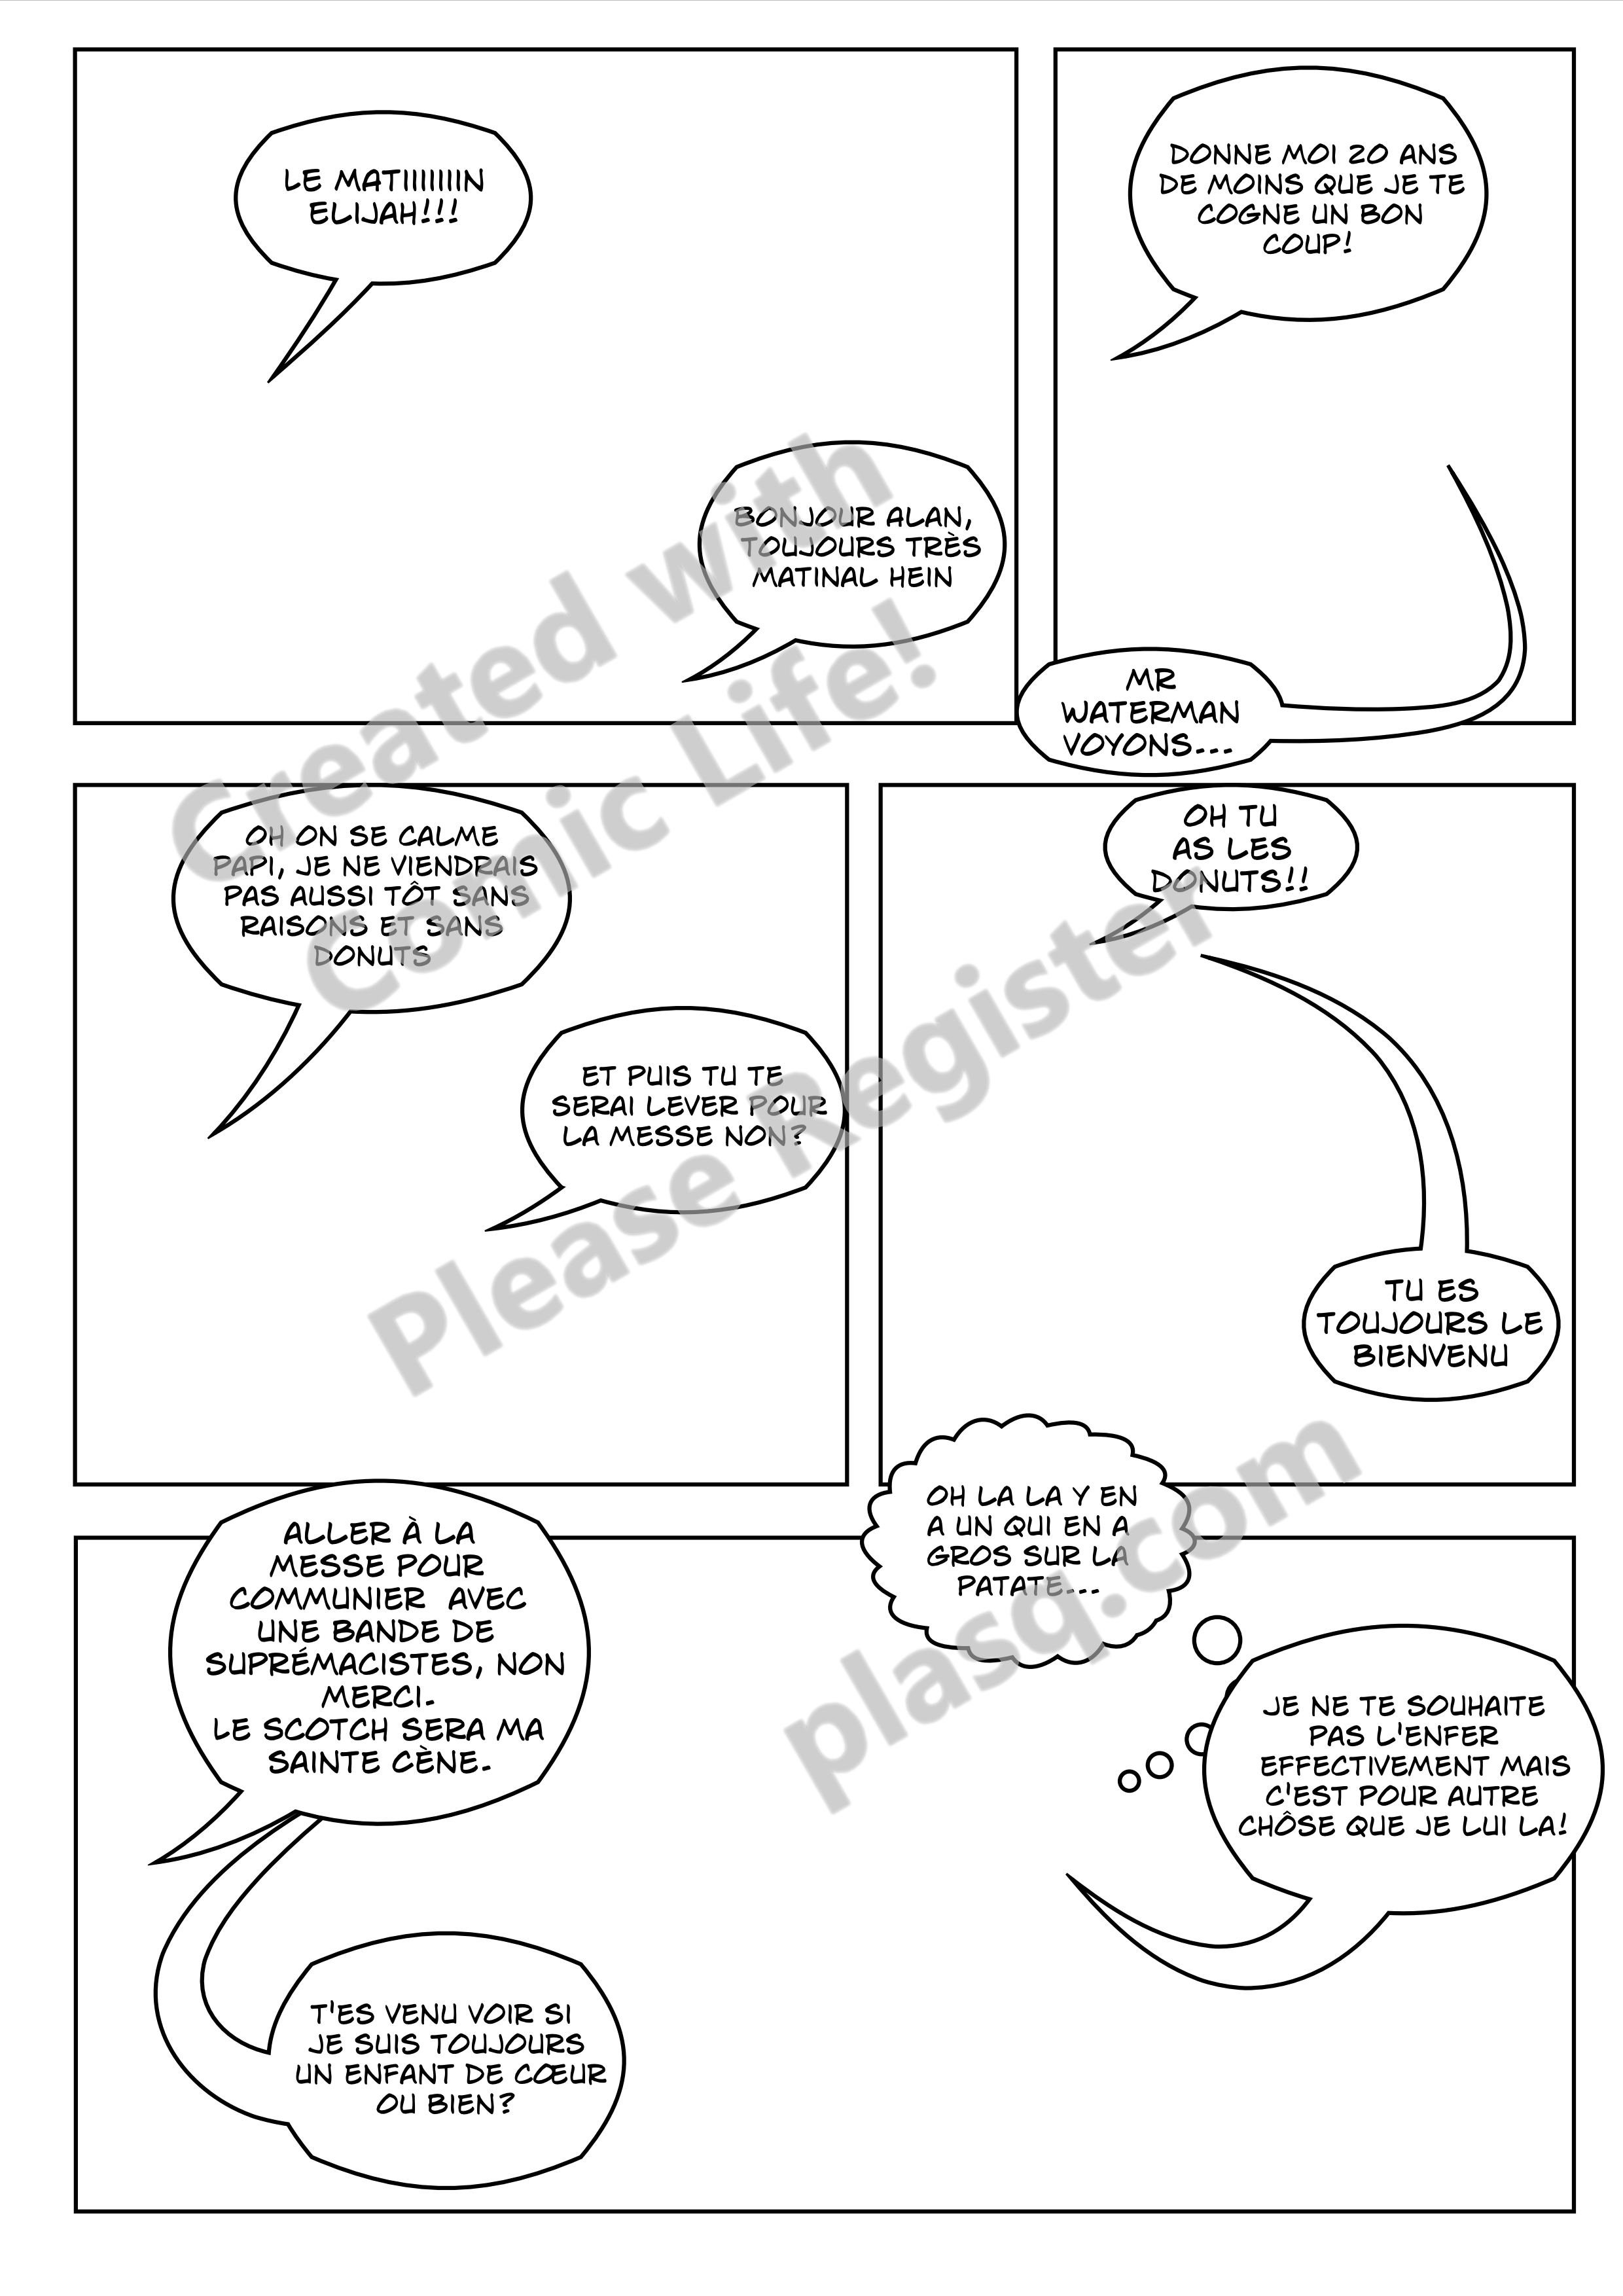 LE MATIIIIIIIN
ELIJAH!!!
BONJOUR ALAN,
TOUJOURS TRÈS
MATINAL HEIN
DONNE MOI 20 ANS
DE MOINS QUE JE TE
COGNE UN BON
COUP!
MR
WATERMAN
VOYONS...
OH ON SE CALME
PAPI, JE NE VIENDRAIS
PAS AUSSI TÔT SANS
RAISONS ET SANS
DONUTS
ET PUIS TU TE
SERAI LEVER POUR
LA MESSE NON?
OH TU
AS LES
DONUTS!!
TU ES
TOUJOURS LE
BIENVENU
ALLER À LA
MESSE POUR
COMMUNIER AVEC
UNE BANDE DE
SUPRÉMACISTES, NON
MERCI.
LE SCOTCH SERA MA
SAINTE CÈNE.
T'ES VENU VOIR SI
JE SUIS TOUJOURS
UN ENFANT DE CŒUR
OU BIEN?
OH LA LA Y EN
A UN QUI EN A
GROS SUR LA
PATATE...
JE NE TE SOUHAITE
PAS L'ENFER
EFFECTIVEMENT MAIS
C'EST POUR AUTRE
CHÔSE QUE JE LUI LA!
Created with
Comic Life!
Please Register
plasq.com